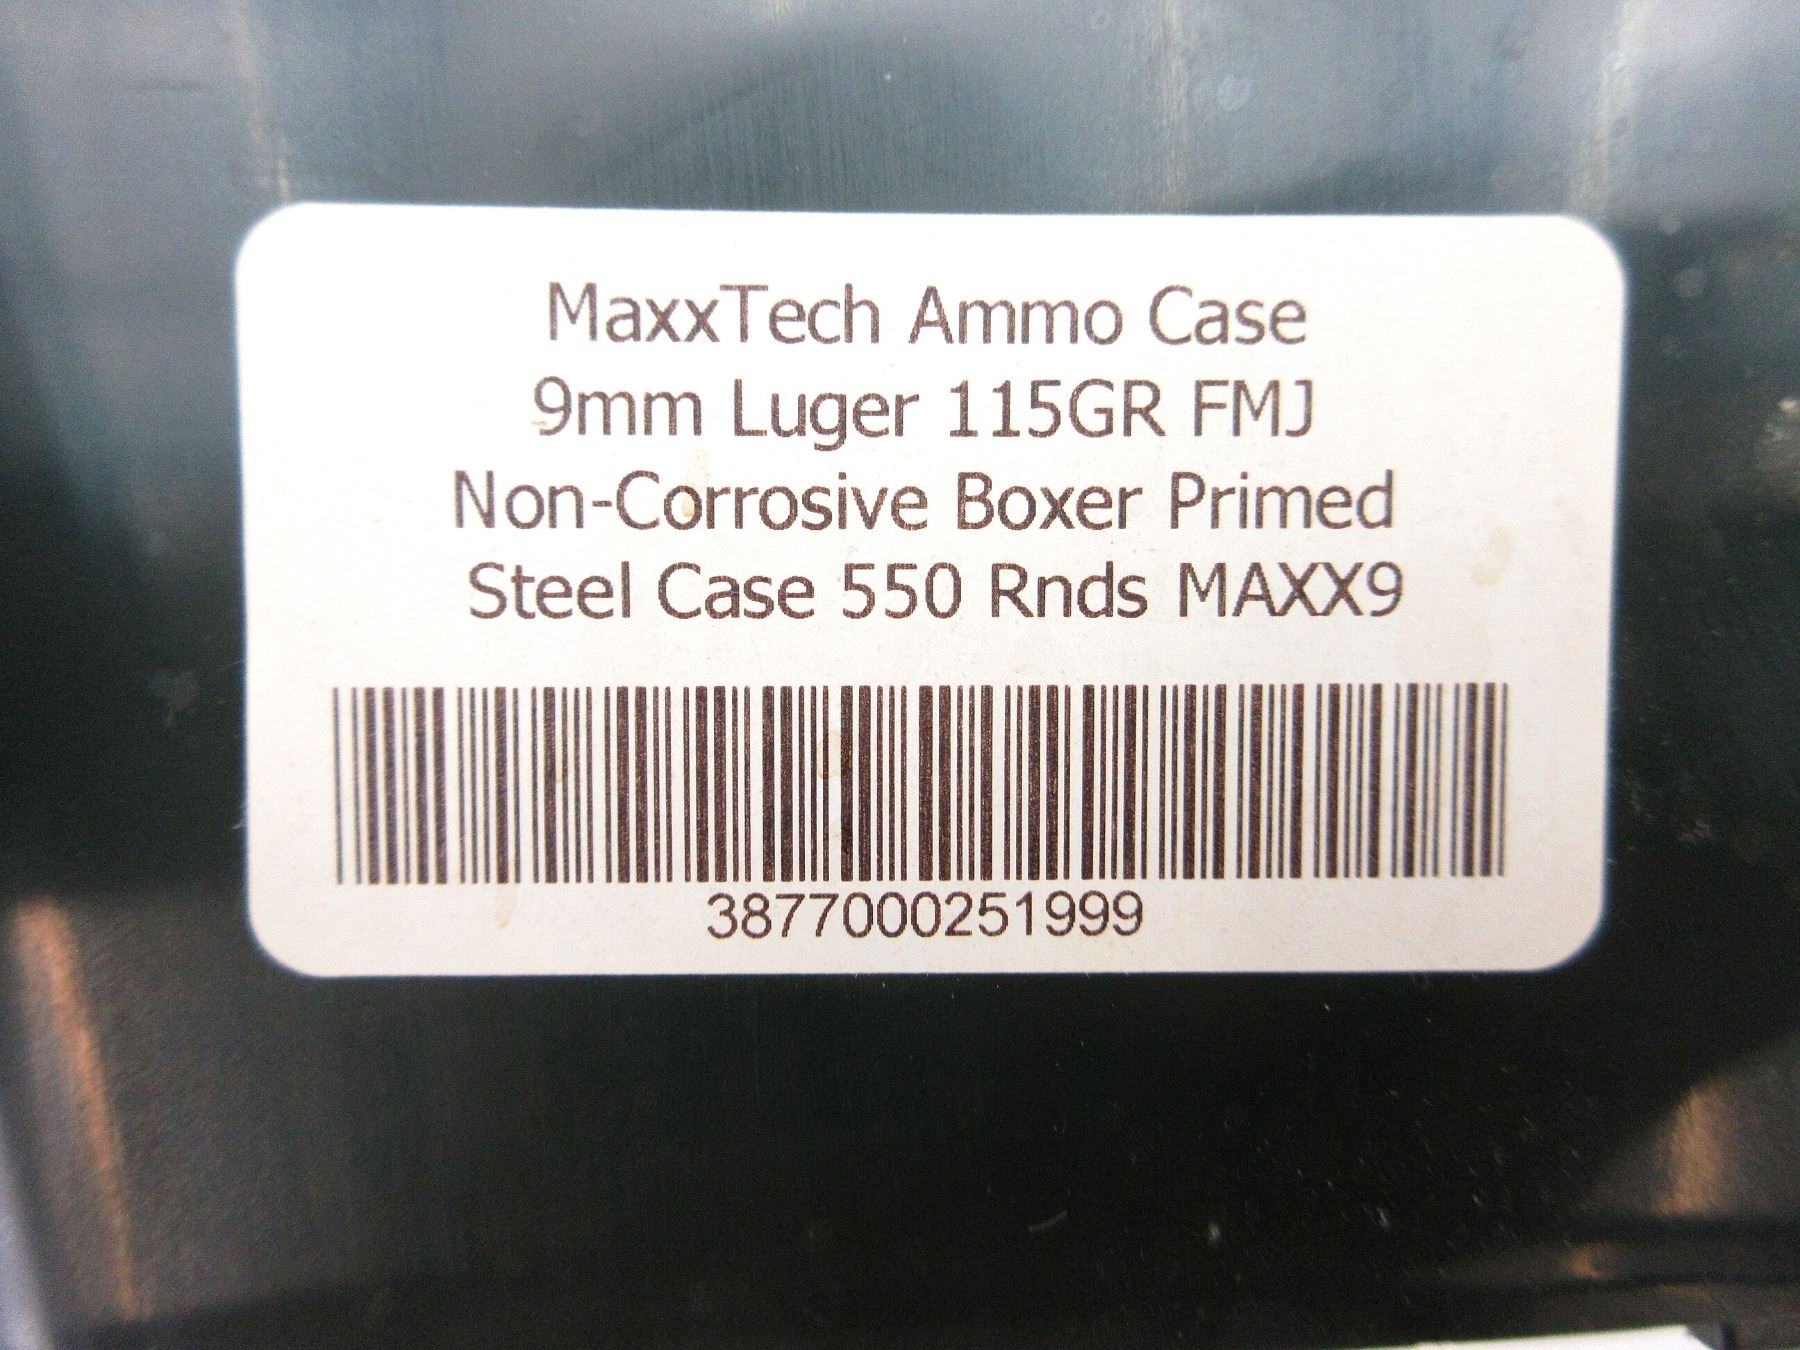 MaxxTech Ammo Case
9mm Luger 115GR FMJ
Non-Corrosive Boxer Primed
Steel Case 550 Rnds MAXX9
3877000251999